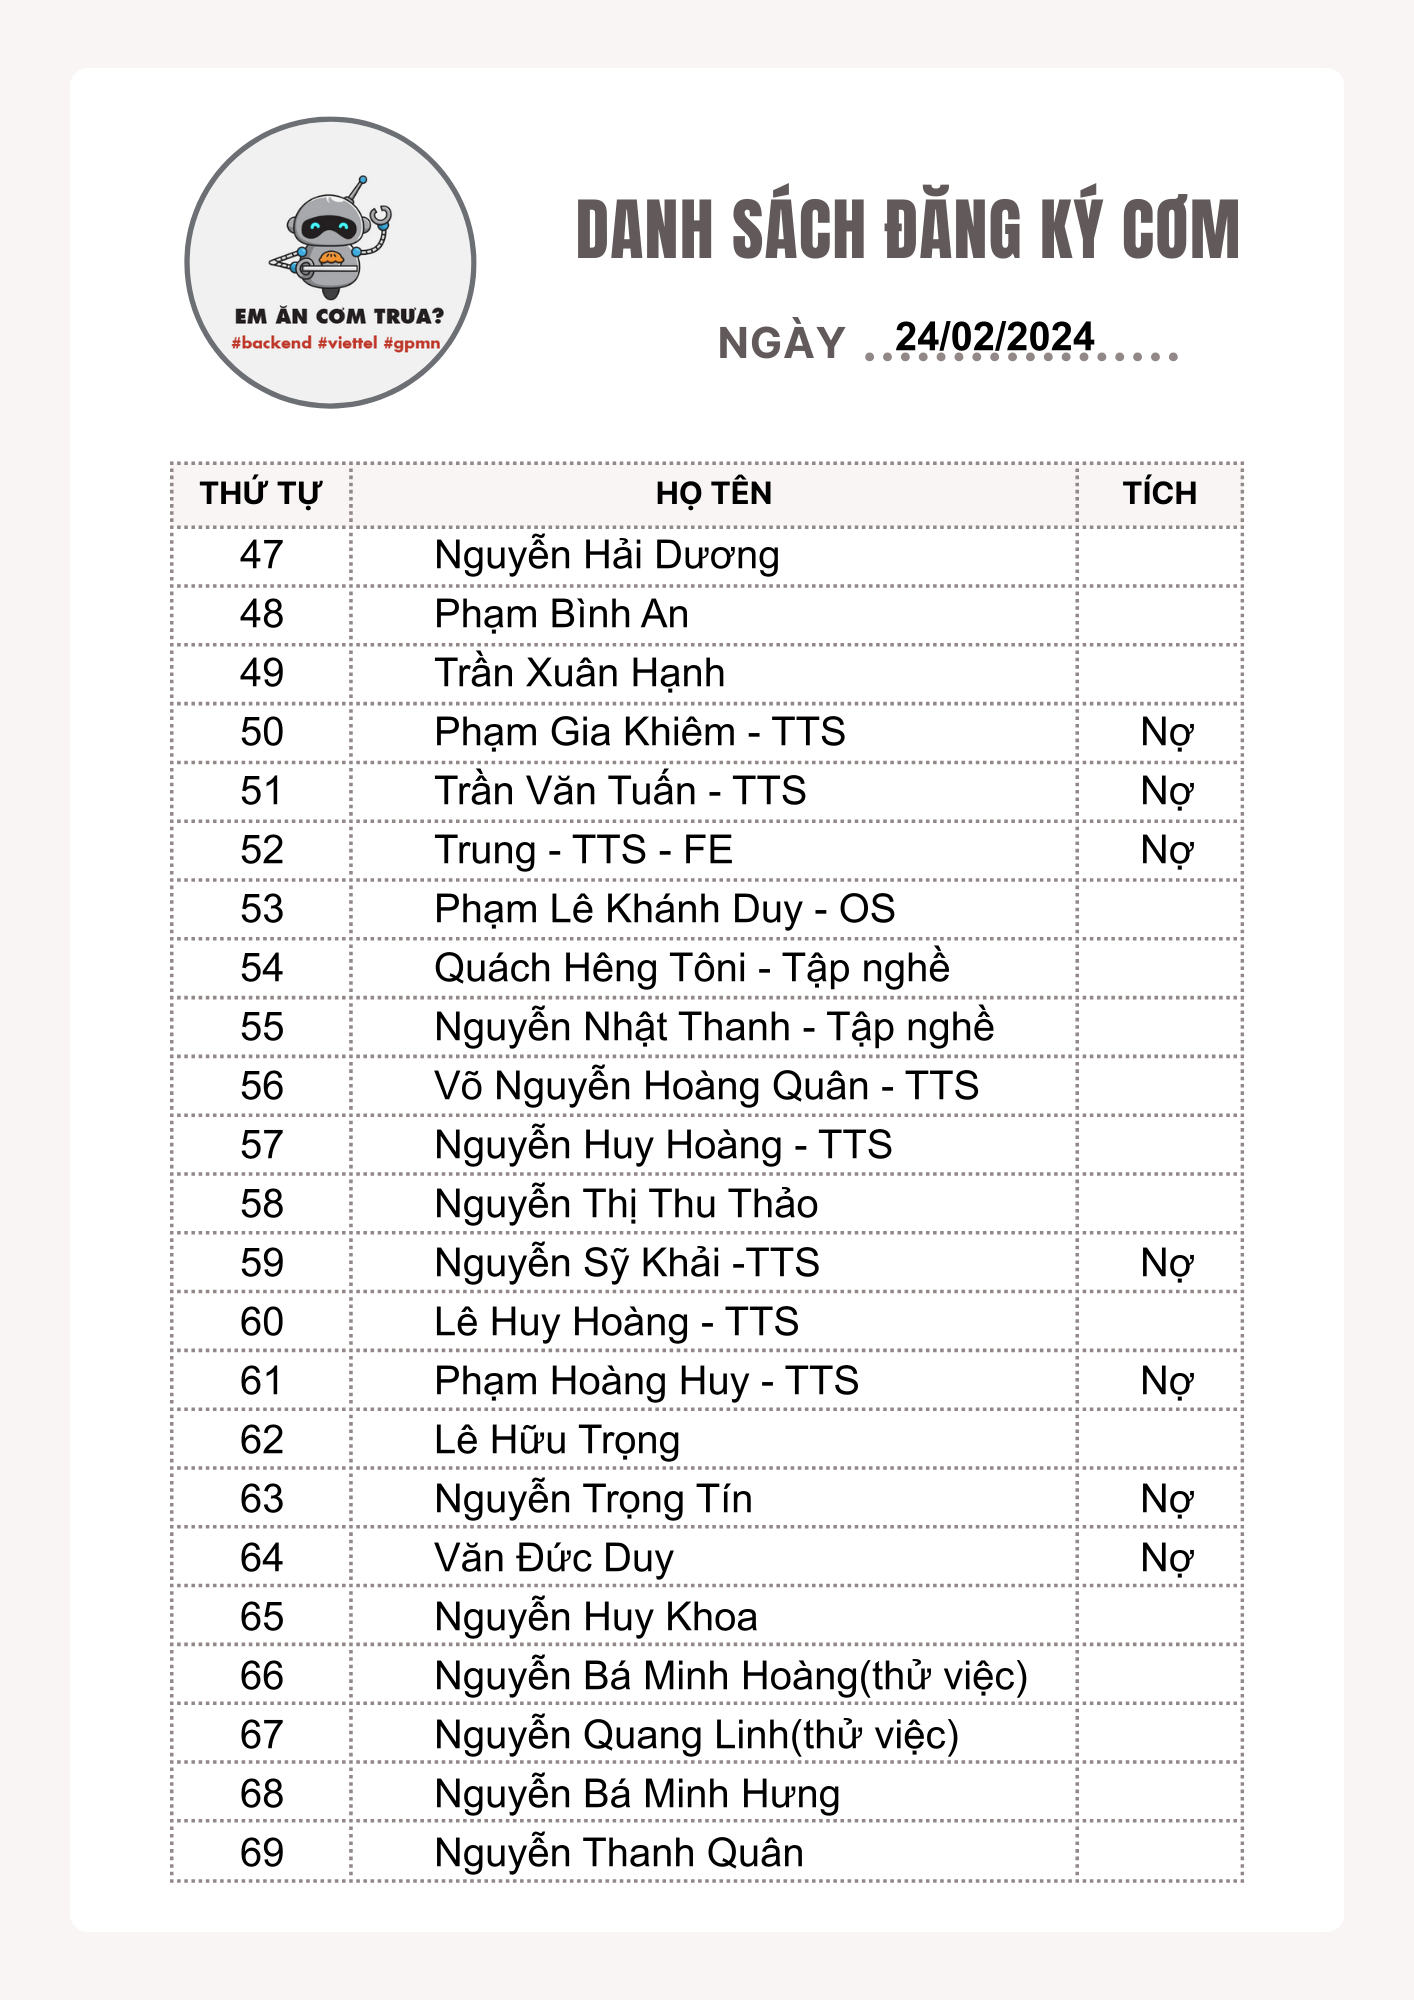 EM ĂN CƠM TRƯA?
#backend #viettel #gpmn
DANH SÁCH ĐĂNG KÝ CƠM
NGÀY 24/02/2024
THỨ TỰ HỌ TÊN TÍCH
47 Nguyễn Hải Dương
48 Phạm Bình An
49 Trần Xuân Hạnh
50 Phạm Gia Khiêm - TTS Nợ
51 Trần Văn Tuấn - TTS Nợ
52 Trung - TTS - FE Nợ
53 Phạm Lê Khánh Duy - OS
54 Quách Hêng Tôni - Tập nghề
55 Nguyễn Nhật Thanh - Tập nghề
56 Võ Nguyễn Hoàng Quân - TTS
57 Nguyễn Huy Hoàng - TTS
58 Nguyễn Thị Thu Thảo
59 Nguyễn Sỹ Khải -TTS Nợ
60 Lê Huy Hoàng - TTS
61 Phạm Hoàng Huy - TTS Nợ
62 Lê Hữu Trọng
63 Nguyễn Trọng Tín Nợ
64 Văn Đức Duy Nợ
65 Nguyễn Huy Khoa
66 Nguyễn Bá Minh Hoàng(thử việc)
67 Nguyễn Quang Linh(thử việc)
68 Nguyễn Bá Minh Hưng
69 Nguyễn Thanh Quân